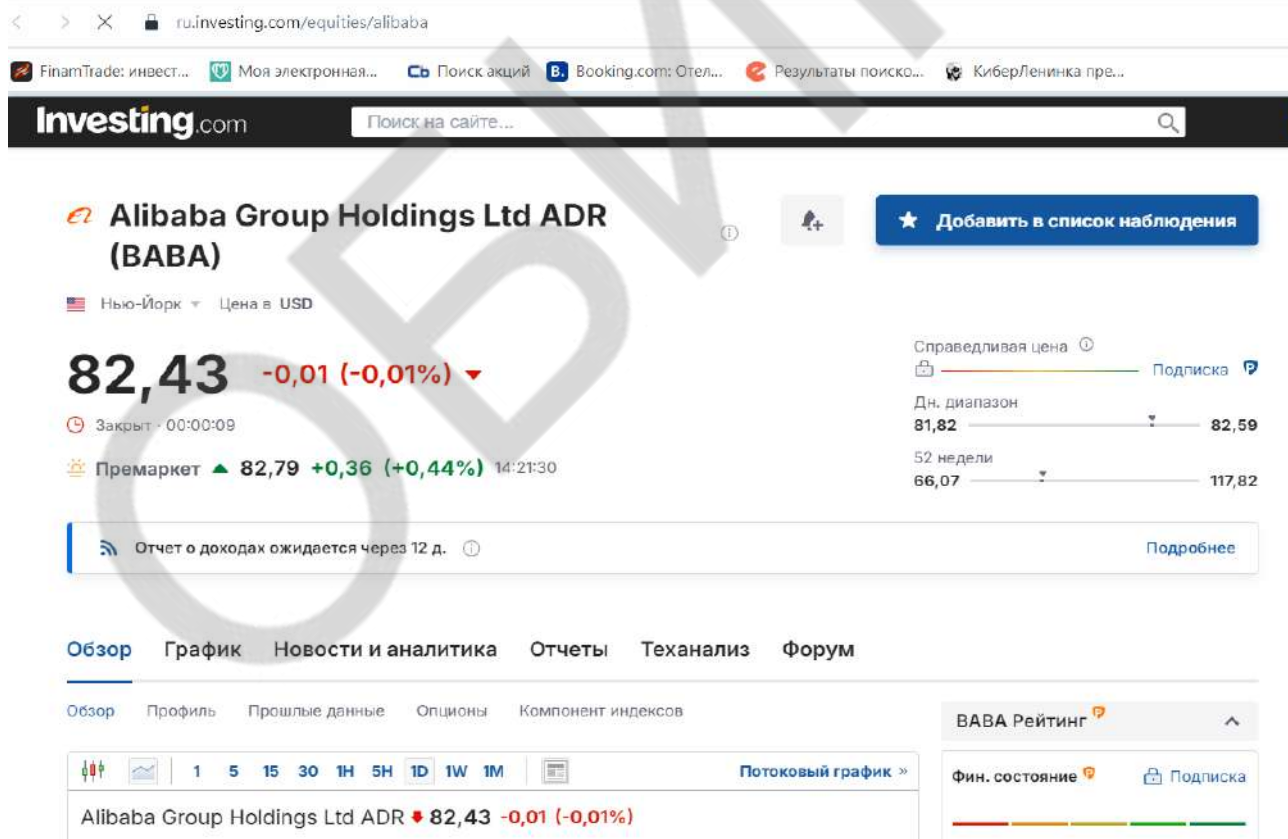 ru.investing.com/equities/alibaba
FinamTrade: инвест... Моя электронная... Сь Поиск акций B. Booking.com: Отел... Результаты поиско... КиберЛенинка пре...
Investing.com Поиск на сайте...
Alibaba Group Holdings Ltd ADR
(BABA)
Добавить в список наблюдения
Нью-Йорк Цена в USD
82,43 -0,01 (-0,01%)
Закрыт · 00:00:09
Премаркет 82,79 +0,36 (+0,44%) 14:21:30
Справедливая цена
Подписка
Дн. диапазон
81,82 82,59
52 недели
66,07 117,82
Отчет о доходах ожидается через 12 д. Подробнее
Обзор График Новости и аналитика Отчеты Теханализ Форум
Обзор Профиль Прошлые данные Опционы Компонент индексов
1 5 15 30 1H 5H 1D 1W 1M Потоковый график »
Alibaba Group Holdings Ltd ADR 82,43 -0,01 (-0,01%)
BABA Рейтинг
Фин. состояние Подписка